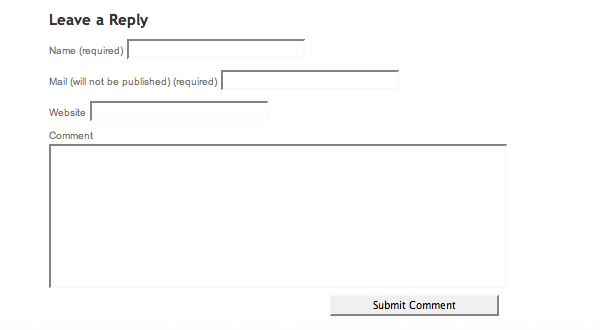 Leave a Reply
Name (required)
Mail (will not be published) (required)
Website
Comment
Submit Comment